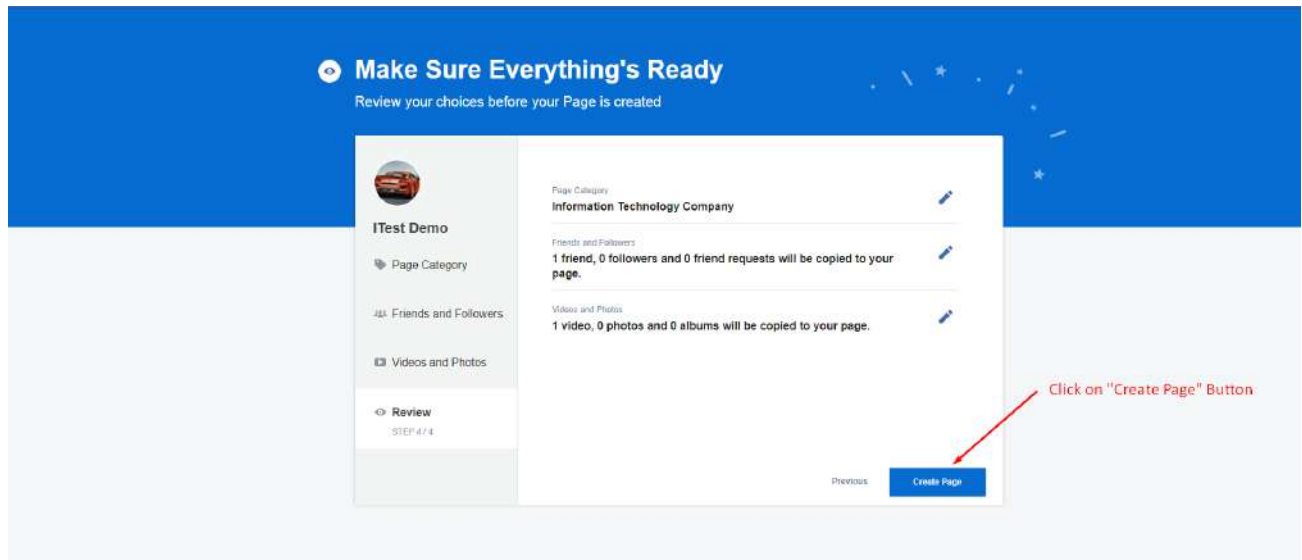 Make Sure Everything's Ready
Review your choices before your Page is created
ITest Demo
Page Category
Friends and Followers
Videos and Photos
Review
STEP 4 / 4
Page Category
Information Technology Company
Friends and Followers
1 friend, 0 followers and 0 friend requests will be copied to your
page.
Videos and Photos
1 video, 0 photos and 0 albums will be copied to your page.
Click on "Create Page" Button
Previous
Create Page